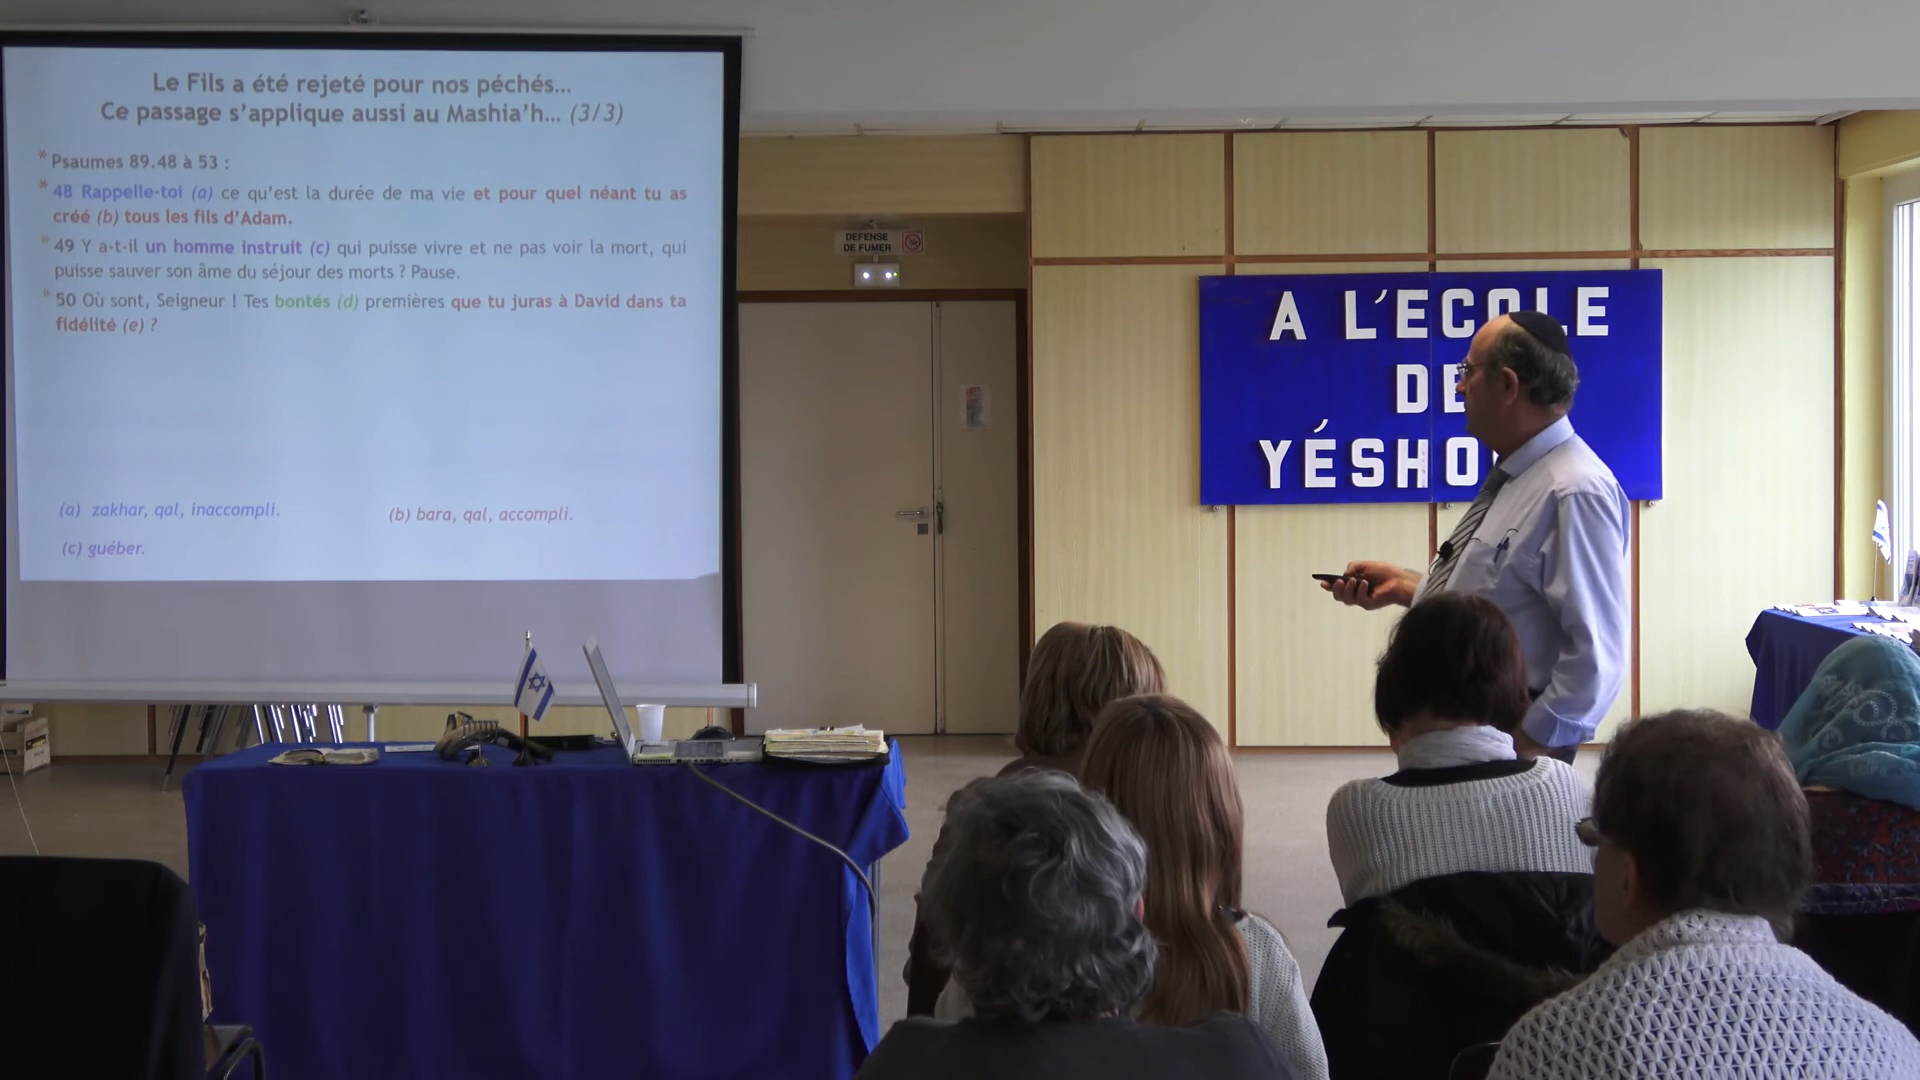 Le Fils a été rejeté pour nos péchés...
Ce passage s'applique aussi au Mashia'h... (3/3)
* Psaumes 89.48 à 53 :
* 48 Rappelle-toi (a) ce qu'est la durée de ma vie et pour quel néant tu as
créé (b) tous les fils d'Adam.
* 49 Y a-t-il un homme instruit (c) qui puisse vivre et ne pas voir la mort, qui
puisse sauver son âme du séjour des morts ? Pause.
* 50 Où sont, Seigneur ! Tes bontés (d) premières que tu juras à David dans ta
fidélité (e) ?
(a) zakhar, qal, inaccompli.
(b) bara, qal, accompli.
(c) guéber.
DEFENSE
DE FUMER
A L'ECOLE
DE
YÉSHO